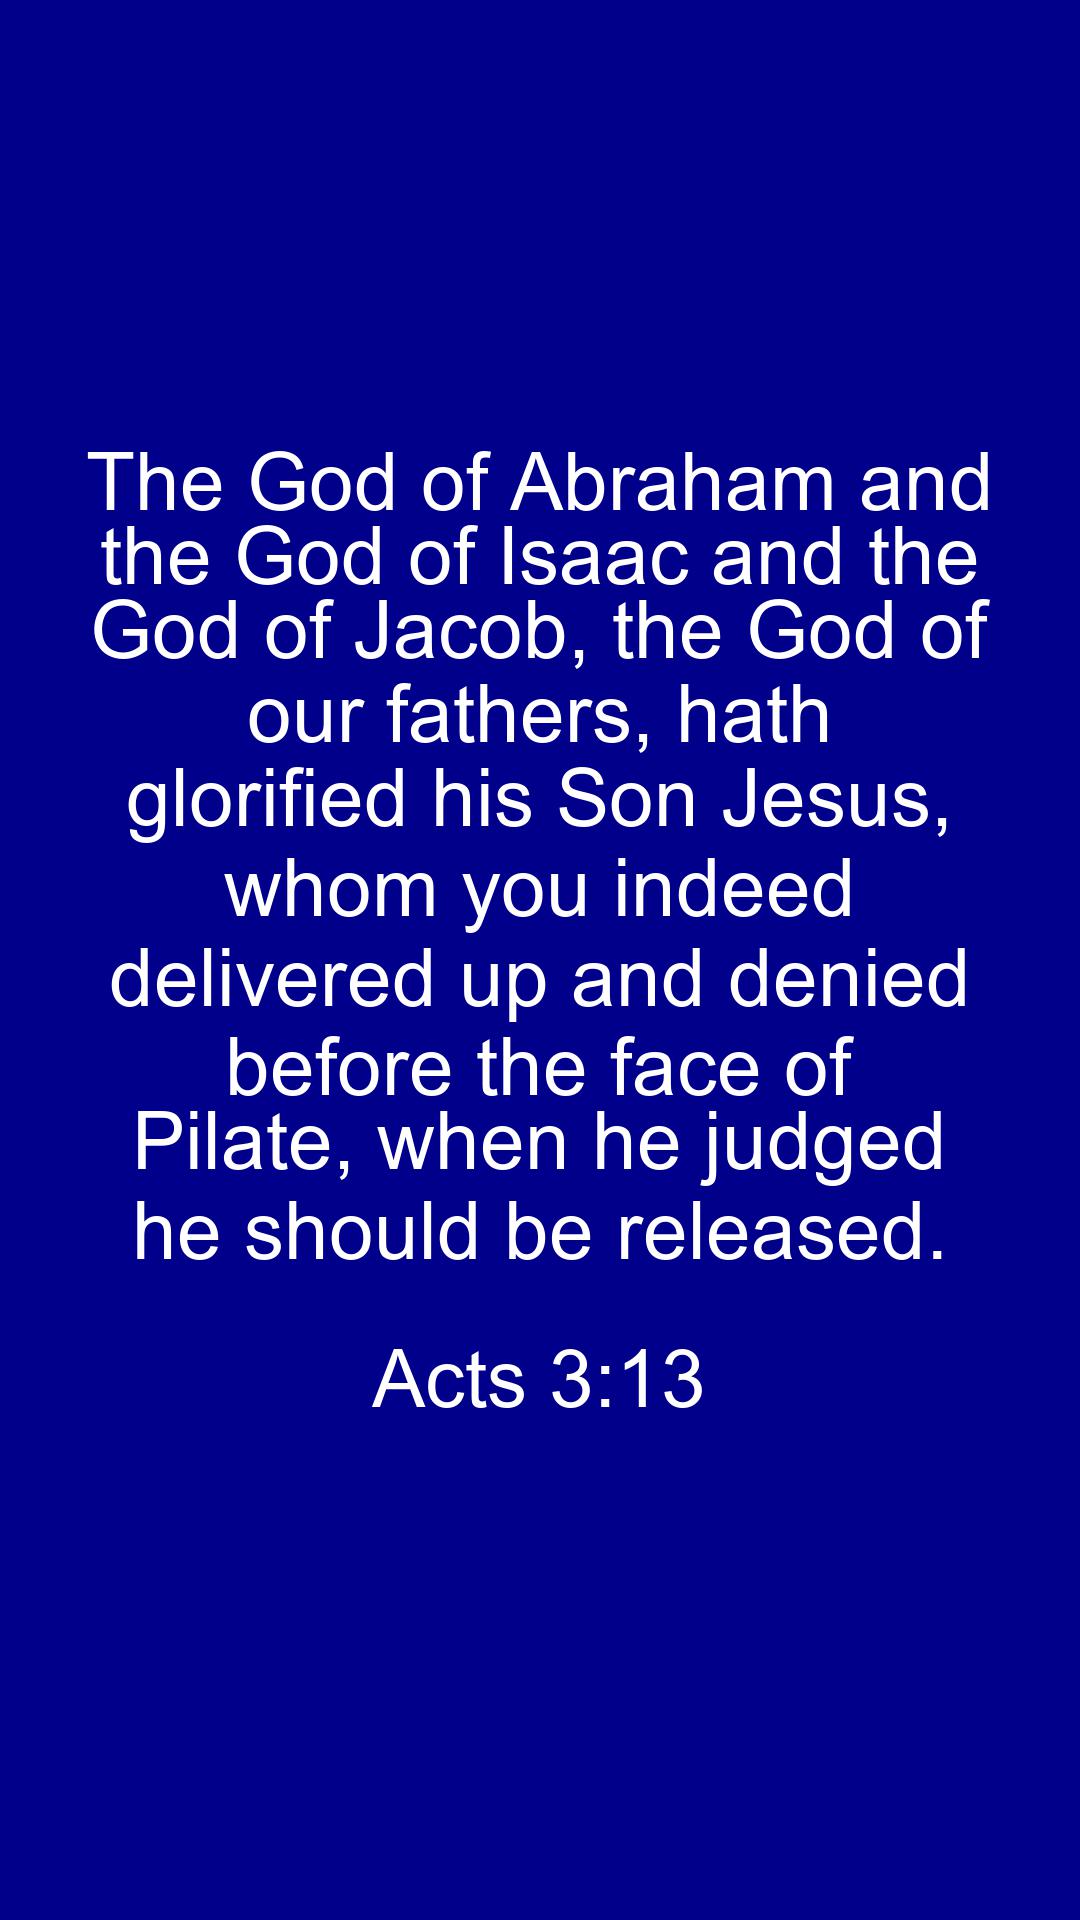 The God of Abraham and
the God of Isaac and the
God of Jacob, the God of
our fathers, hath
glorified his Son Jesus,
whom you indeed
delivered up and denied
before the face of
Pilate, when he judged
he should be released.
Acts 3:13